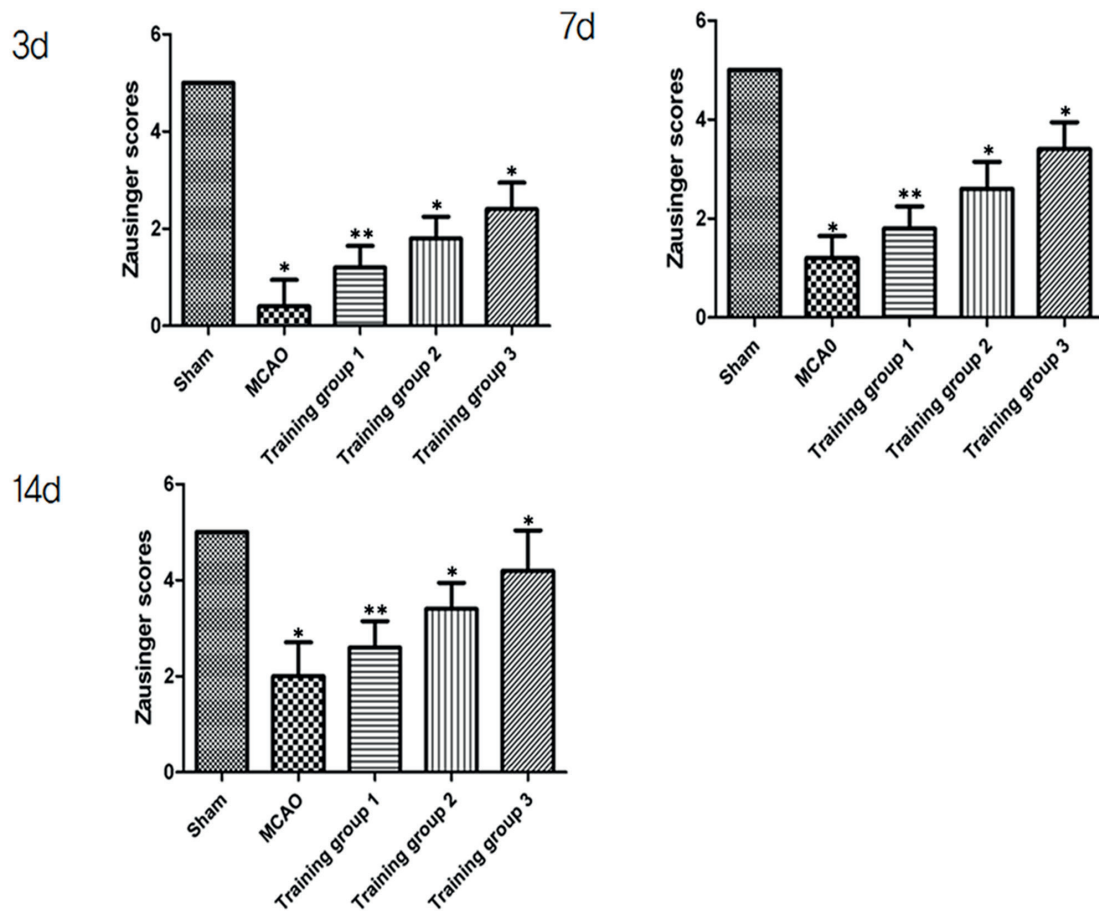 3d
Zausinger scores
6
4
2
0
*
**
*
*
Sham
MCAO
Training group 1
Training group 2
Training group 3
7d
Zausinger scores
6
4
2
0
*
**
*
*
Sham
MCA0
Training group 1
Training group 2
Training group 3
14d
Zausinger scores
6
4
2
0
*
**
*
*
Sham
MCAO
Training group 1
Training group 2
Training group 3